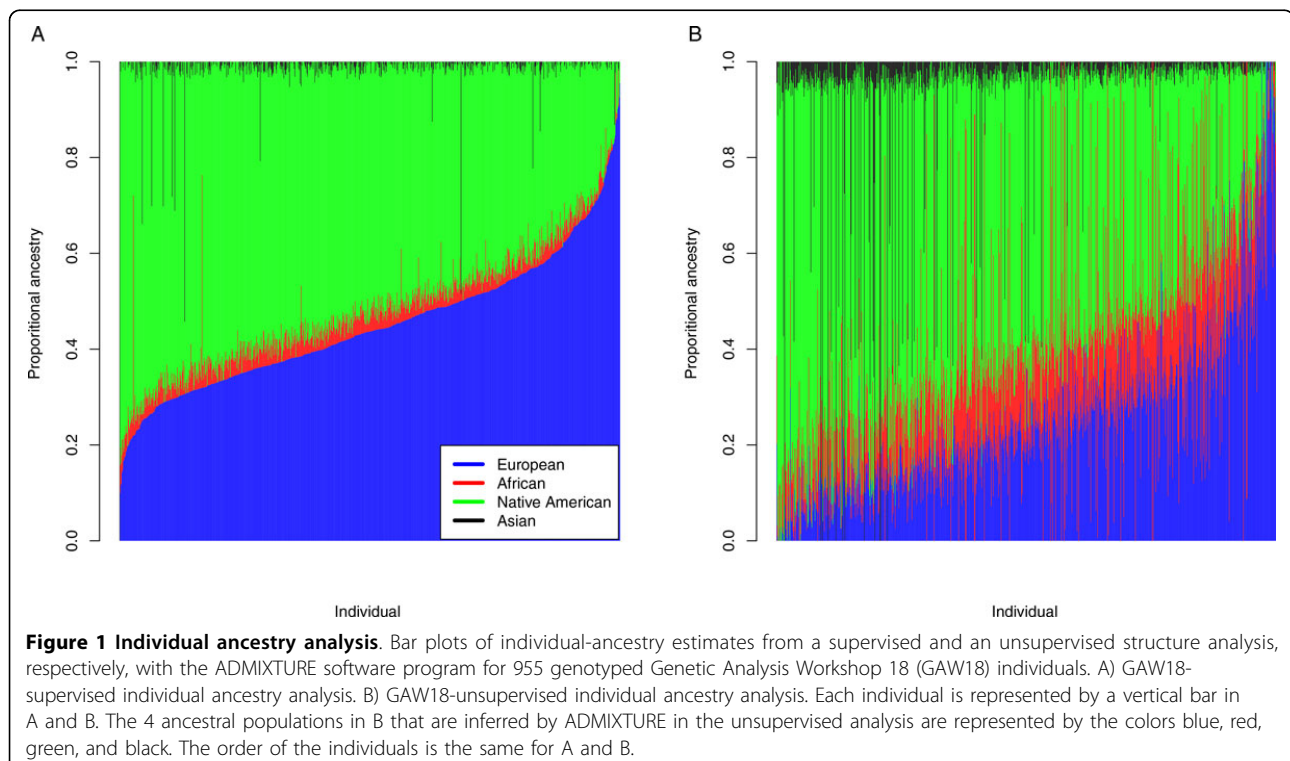 A
B
1.0
0.8
0.6
0.4
0.2
0.0
Proportional ancestry
European
African
Native American
Asian
Individual
1.0
0.8
0.6
0.4
0.2
0.0
Proportional ancestry
Individual
Figure 1 Individual ancestry analysis. Bar plots of individual-ancestry estimates from a supervised and an unsupervised structure analysis,
respectively, with the ADMIXTURE software program for 955 genotyped Genetic Analysis Workshop 18 (GAW18) individuals. A) GAW18-
supervised individual ancestry analysis. B) GAW18-unsupervised individual ancestry analysis. Each individual is represented by a vertical bar in
A and B. The 4 ancestral populations in B that are inferred by ADMIXTURE in the unsupervised analysis are represented by the colors blue, red,
green, and black. The order of the individuals is the same for A and B.